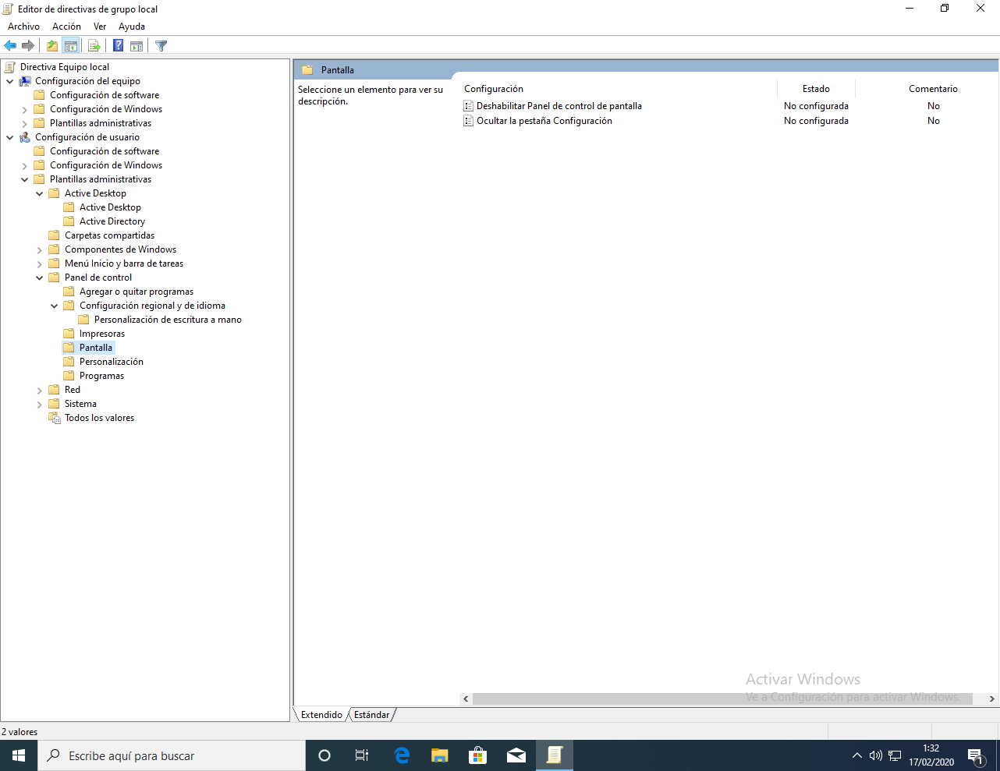 Editor de directivas de grupo local
Archivo Acción Ver Ayuda
Directiva Equipo local
Configuración del equipo
Configuración de software
Configuración de Windows
Plantillas administrativas
Configuración de usuario
Configuración de software
Configuración de Windows
Plantillas administrativas
Active Desktop
Active Desktop
Active Directory
Carpetas compartidas
Componentes de Windows
Menú Inicio y barra de tareas
Panel de control
Agregar o quitar programas
Configuración regional y de idioma
Personalización de escritura a mano
Impresoras
Pantalla
Personalización
Programas
Red
Sistema
Todos los valores
Pantalla
Seleccione un elemento para ver su
descripción.
Configuración Estado Comentario
Deshabilitar Panel de control de pantalla No configurada No
Ocultar la pestaña Configuración No configurada No
Activar Windows
Ve a Configuración para activar Windows.
Extendido Estándar
2 valores
Escribe aquí para buscar
1:32
17/02/2020
1